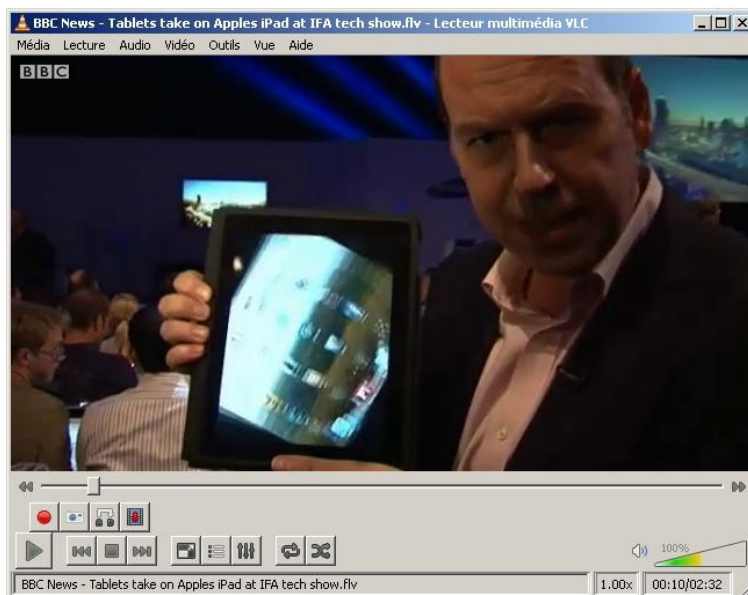 BBC News - Tablets take on Apples iPad at IFA tech show.flv - Lecteur multimédia VLC
Média Lecture Audio Vidéo Outils Vue Aide
BBC
100%
BBC News - Tablets take on Apples iPad at IFA tech show.flv 1.00x 00:10/02:32